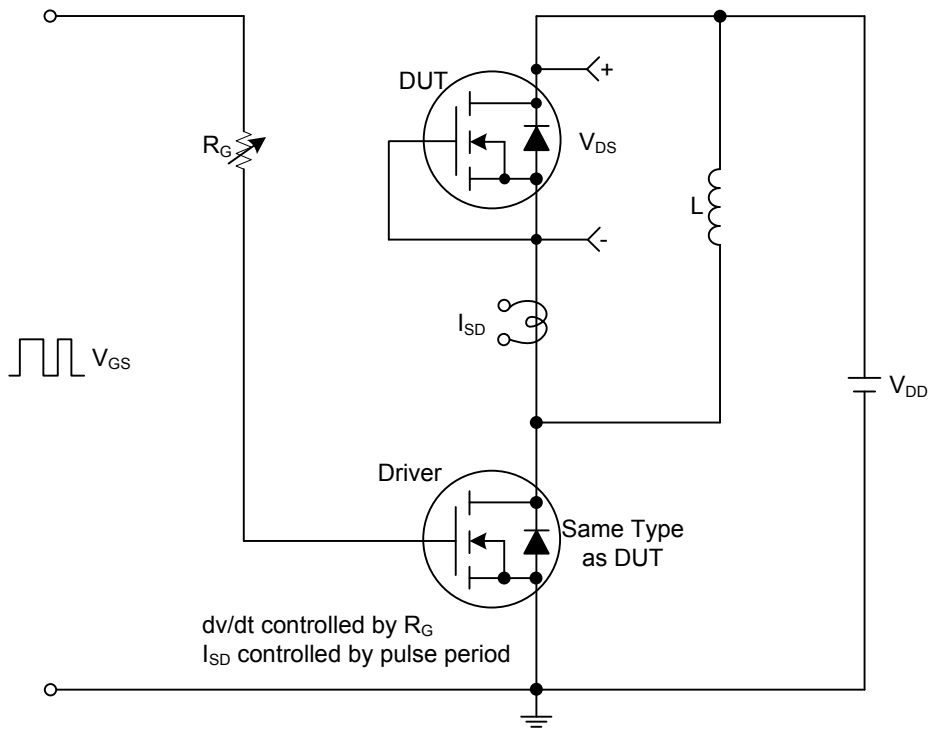 DUT
+
R_G
V_DS
L
-
I_SD
V_GS
V_DD
Driver
Same Type
as DUT
dv/dt controlled by R_G
I_SD controlled by pulse period